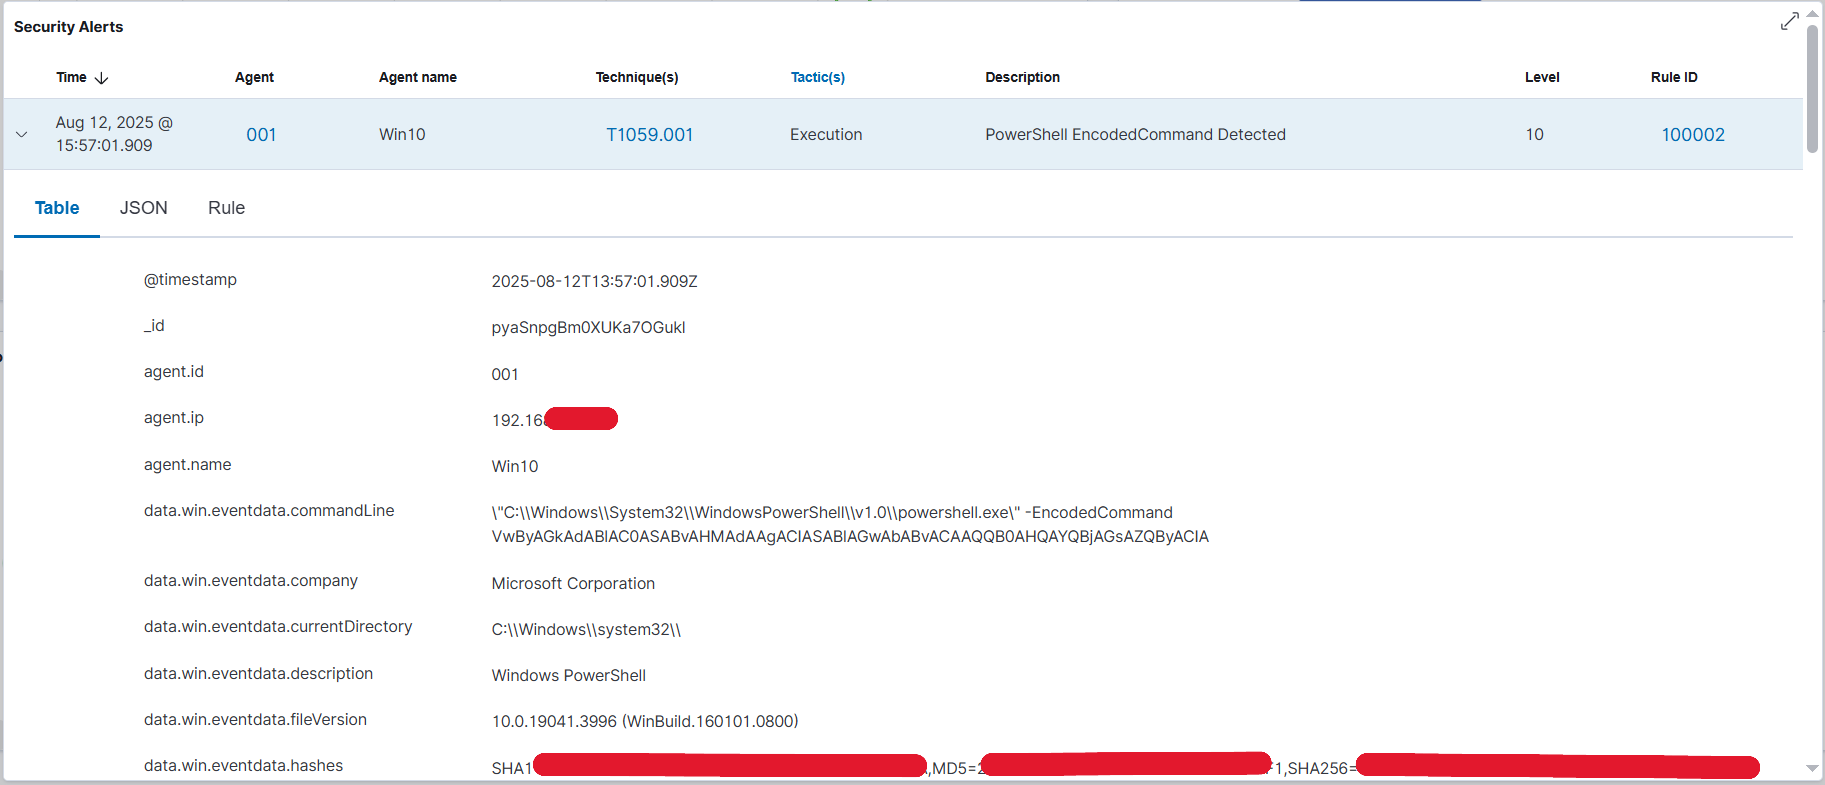 Security Alerts
Time Agent Agent name Technique(s) Tactic(s) Description Level Rule ID
Aug 12, 2025 @
15:57:01.909 001 Win10 T1059.001 Execution PowerShell EncodedCommand Detected 10 100002
Table JSON Rule
@timestamp 2025-08-12T13:57:01.909Z
_id pyaSnpgBm0XUKa7OGukl
agent.id 001
agent.ip 192.16
agent.name Win10
data.win.eventdata.commandLine \"C:\\Windows\\System32\\WindowsPowerShell\\v1.0\\powershell.exe\" -EncodedCommand
VwByAGkAdABlAC0ASABvAHMAdAAgACIASABlAGwAbABvACAAQQB0AHQAYQBjAGsAZQByACIA
data.win.eventdata.company Microsoft Corporation
data.win.eventdata.currentDirectory C:\\Windows\\system32\\
data.win.eventdata.description Windows PowerShell
data.win.eventdata.fileVersion 10.0.19041.3996 (WinBuild.160101.0800)
data.win.eventdata.hashes SHA1 ,MD5=2 F1,SHA256=